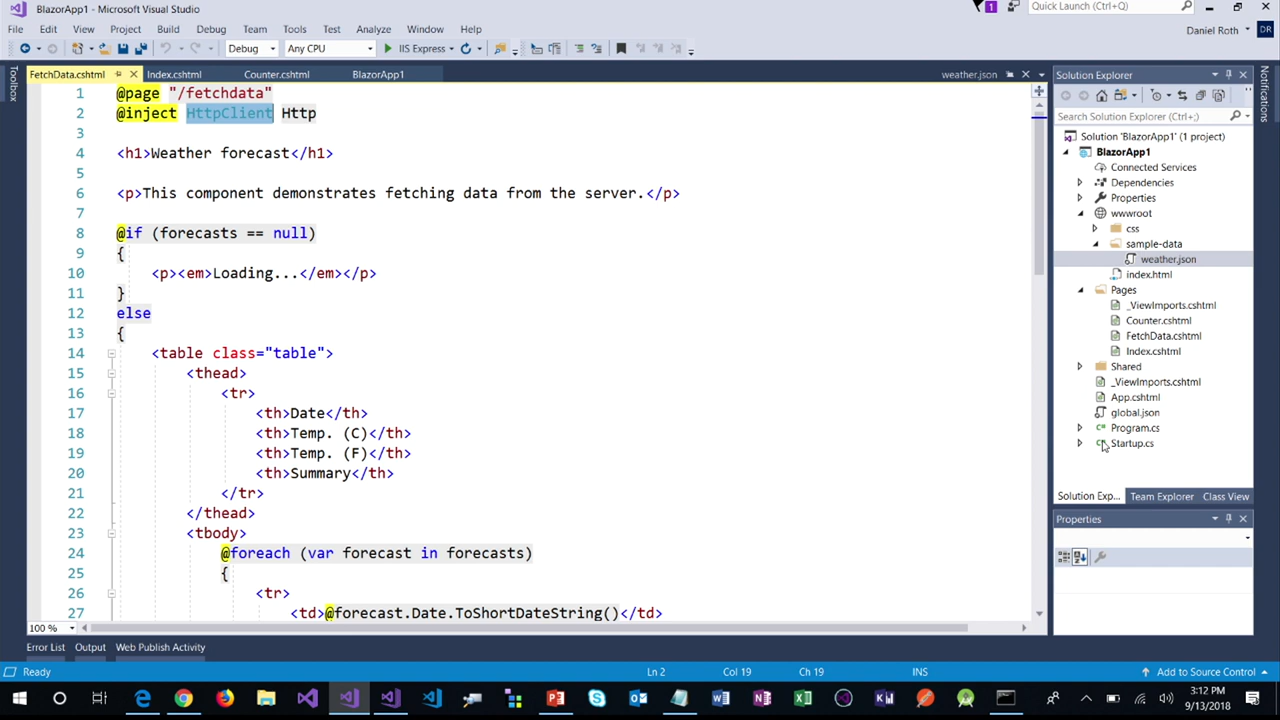 BlazorApp1 - Microsoft Visual Studio
1
Quick Launch (Ctrl+Q)
File Edit View Project Build Debug Team Tools Test Analyze Window Help
Daniel Roth DR
Debug Any CPU IIS Express
Toolbox
FetchData.cshtml Index.cshtml Counter.cshtml BlazorApp1 weather.json
1 @page "/fetchdata"
2 @inject HttpClient Http
3
4 <h1>Weather forecast</h1>
5
6 <p>This component demonstrates fetching data from the server.</p>
7
8 @if (forecasts == null)
9 {
10 <p><em>Loading...</em></p>
11 }
12 else
13 {
14 <table class="table">
15 <thead>
16 <tr>
17 <th>Date</th>
18 <th>Temp. (C)</th>
19 <th>Temp. (F)</th>
20 <th>Summary</th>
21 </tr>
22 </thead>
23 <tbody>
24 @foreach (var forecast in forecasts)
25 {
26 <tr>
27 <td>@forecast.Date.ToShortDateString()</td>
100 %
Solution Explorer
Search Solution Explorer (Ctrl+;)
Solution 'BlazorApp1' (1 project)
BlazorApp1
Connected Services
Dependencies
Properties
wwwroot
css
sample-data
weather.json
index.html
Pages
_ViewImports.cshtml
Counter.cshtml
FetchData.cshtml
Index.cshtml
Shared
_ViewImports.cshtml
App.cshtml
global.json
Program.cs
Startup.cs
Solution Exp... Team Explorer Class View
Properties
Notifications
Error List Output Web Publish Activity
Ready Ln 2 Col 19 Ch 19 INS Add to Source Control
3:12 PM
9/13/2018